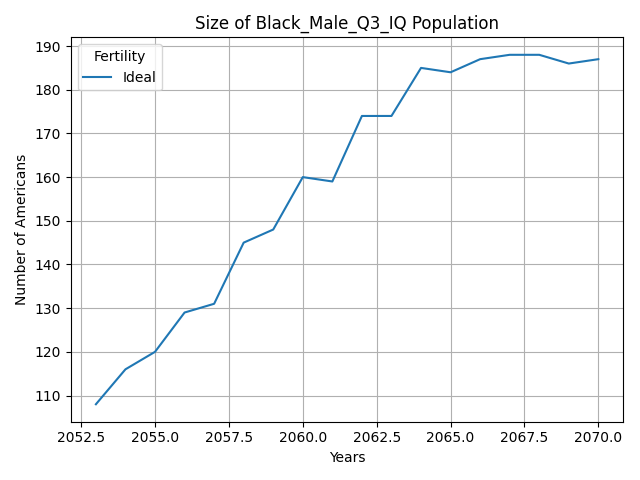 Size of Black_Male_Q3_IQ Population
Fertility
Ideal
Number of Americans
190
180
170
160
150
140
130
120
110
2052.5 2055.0 2057.5 2060.0 2062.5 2065.0 2067.5 2070.0
Years